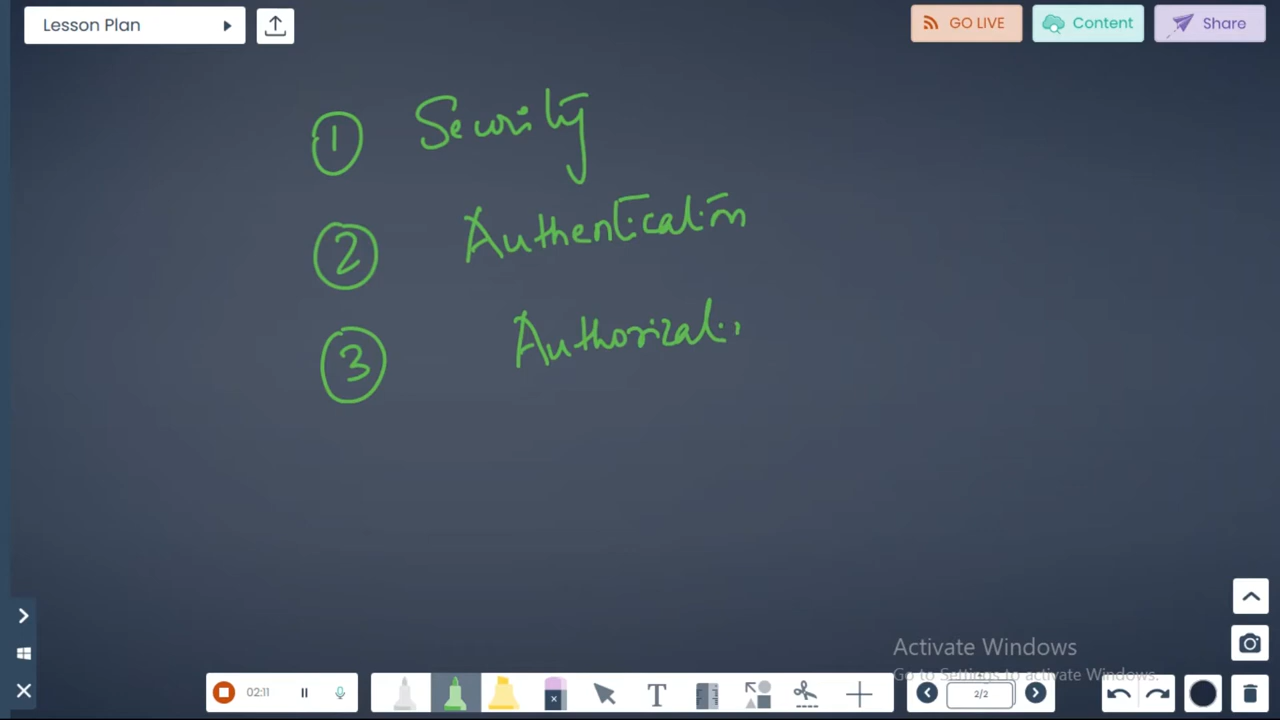 Lesson Plan
GO LIVE
Content
Share
1 Security
2 Authentication
3 Authorizati
Activate Windows
Go to Settings to activate Windows.
02:11
T
2/2